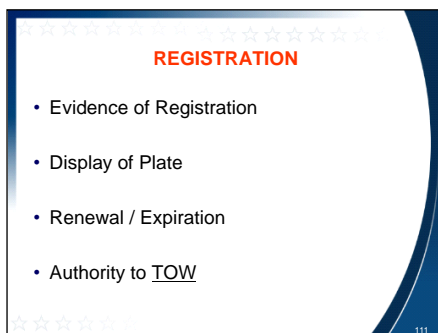 REGISTRATION
• Evidence of Registration
• Display of Plate
• Renewal / Expiration
• Authority to TOW
111